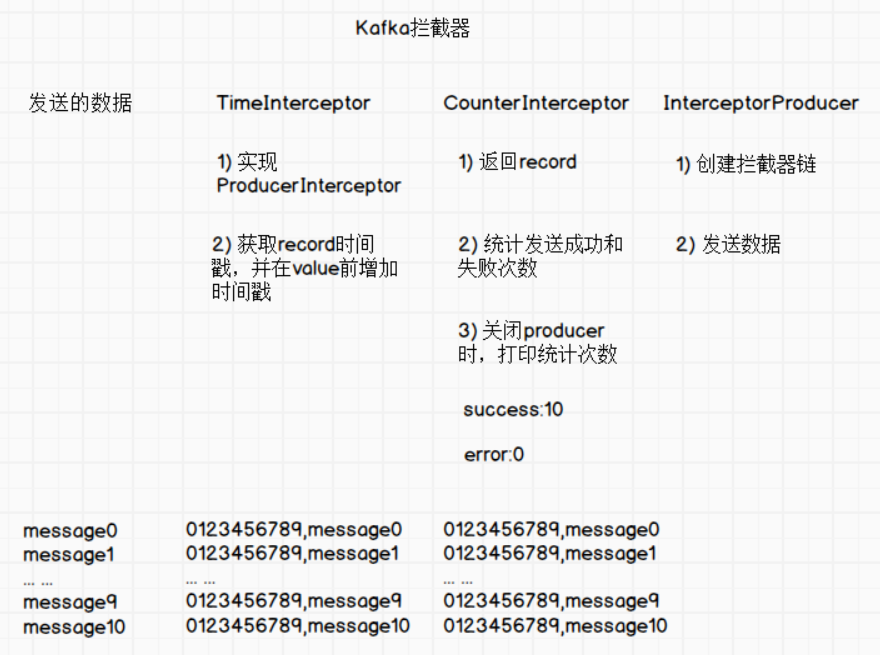 Kafka拦截器
发送的数据
TimeInterceptor
CounterInterceptor
InterceptorProducer
1) 实现
ProducerInterceptor
1) 返回record
1) 创建拦截器链
2) 获取record时间
戳，并在value前增加
时间戳
2) 统计发送成功和
失败次数
2) 发送数据
3) 关闭producer
时，打印统计次数
success:10
error:0
message0
message1
... ...
message9
message10
0123456789,message0
0123456789,message1
... ...
0123456789,message9
0123456789,message10
0123456789,message0
0123456789,message1
... ...
0123456789,message9
0123456789,message10